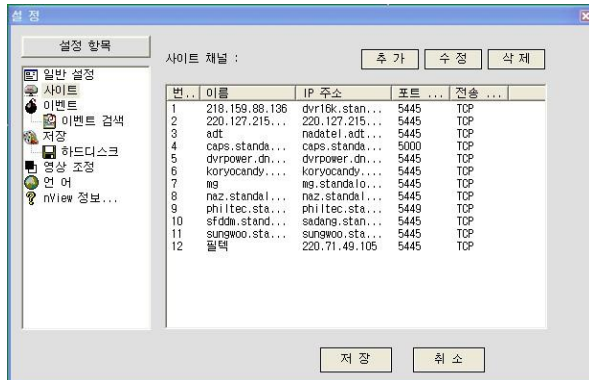 설 정
설정 항목
일반 설정
사이트
이벤트
이벤트 검색
저장
하드디스크
영상 조정
언 어
nView 정보...
사이트 채널 :
추 가 수 정 삭 제
번.. 이름 IP 주소 포트 ... 전송 ...
1 218.159.88.136 dvr16k.stan... 5445 TCP
2 220.127.215... 220.127.215... 5445 TCP
3 adt nadatel.adt... 5445 TCP
4 caps.standa... caps.standa... 5000 TCP
5 dvrpower.dn... dvrpower.dn... 5445 TCP
6 koryocandy.... koryocandy.... 5445 TCP
7 mg mg.standalo... 5445 TCP
8 naz.standal... naz.standal... 5445 TCP
9 philtec.sta... philtec.sta... 5449 TCP
10 sfddm.stand... sadang.stan... 5445 TCP
11 sungwoo.sta... sungwoo.sta... 5445 TCP
12 필텍 220.71.49.105 5445 TCP
저 장 취 소